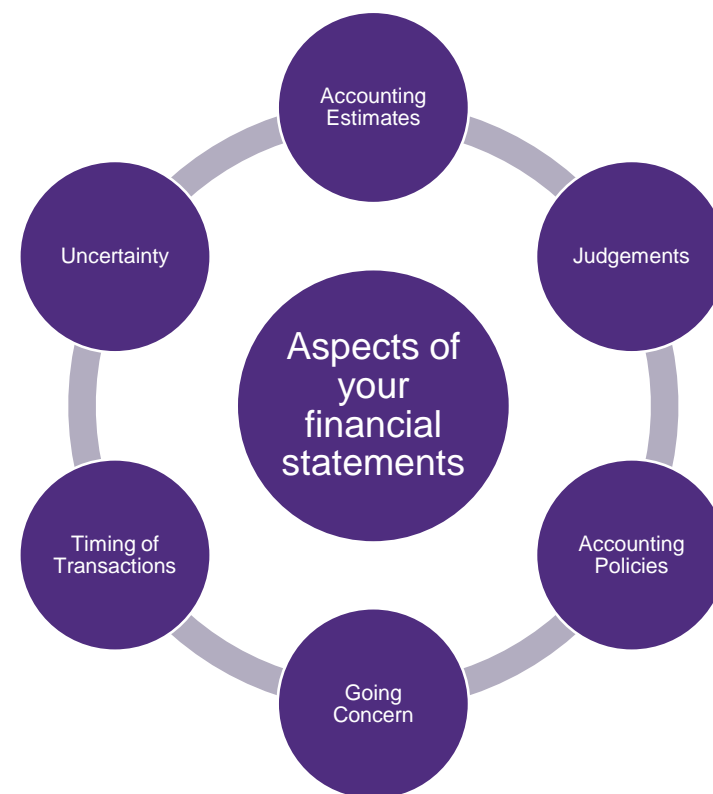 Accounting
Estimates
Uncertainty
Judgements
Aspects of
your
financial
statements
Timing of
Transactions
Accounting
Policies
Going
Concern